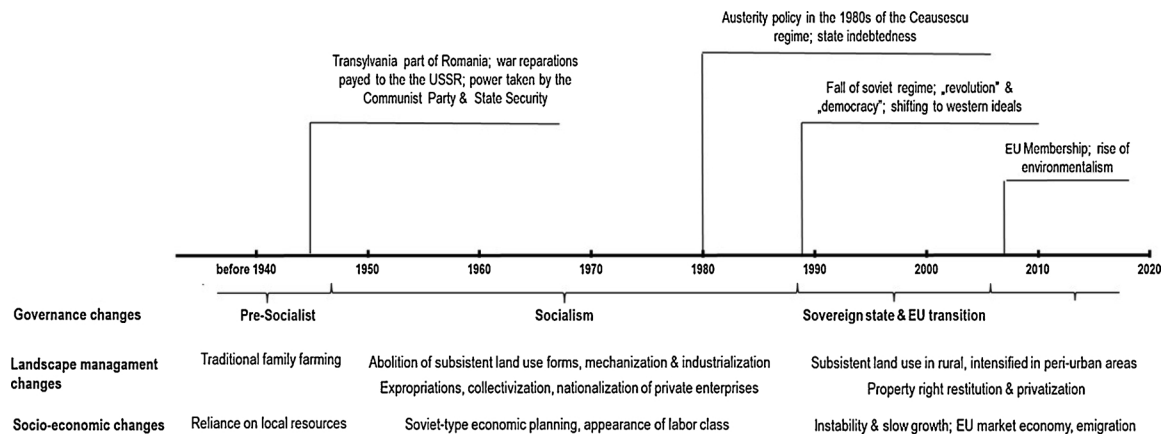 Austerity policy in the 1980s of the Ceausescu
regime; state indebtedness
Transylvania part of Romania; war reparations
payed to the the USSR; power taken by the
Communist Party & State Security
Fall of soviet regime; „revolution” &
„democracy”; shifting to western ideals
EU Membership; rise of
environmentalism
before 1940 1950 1960 1970 1980 1990 2000 2010 2020
Governance changes Pre-Socialist Socialism Sovereign state & EU transition
Landscape managament
changes
Traditional family farming Abolition of subsistent land use forms, mechanization & industrialization Subsistent land use in rural, intensified in peri-urban areas
Expropriations, collectivization, nationalization of private enterprises Property right restitution & privatization
Socio-economic changes Reliance on local resources Soviet-type economic planning, appearance of labor class Instability & slow growth; EU market economy, emigration